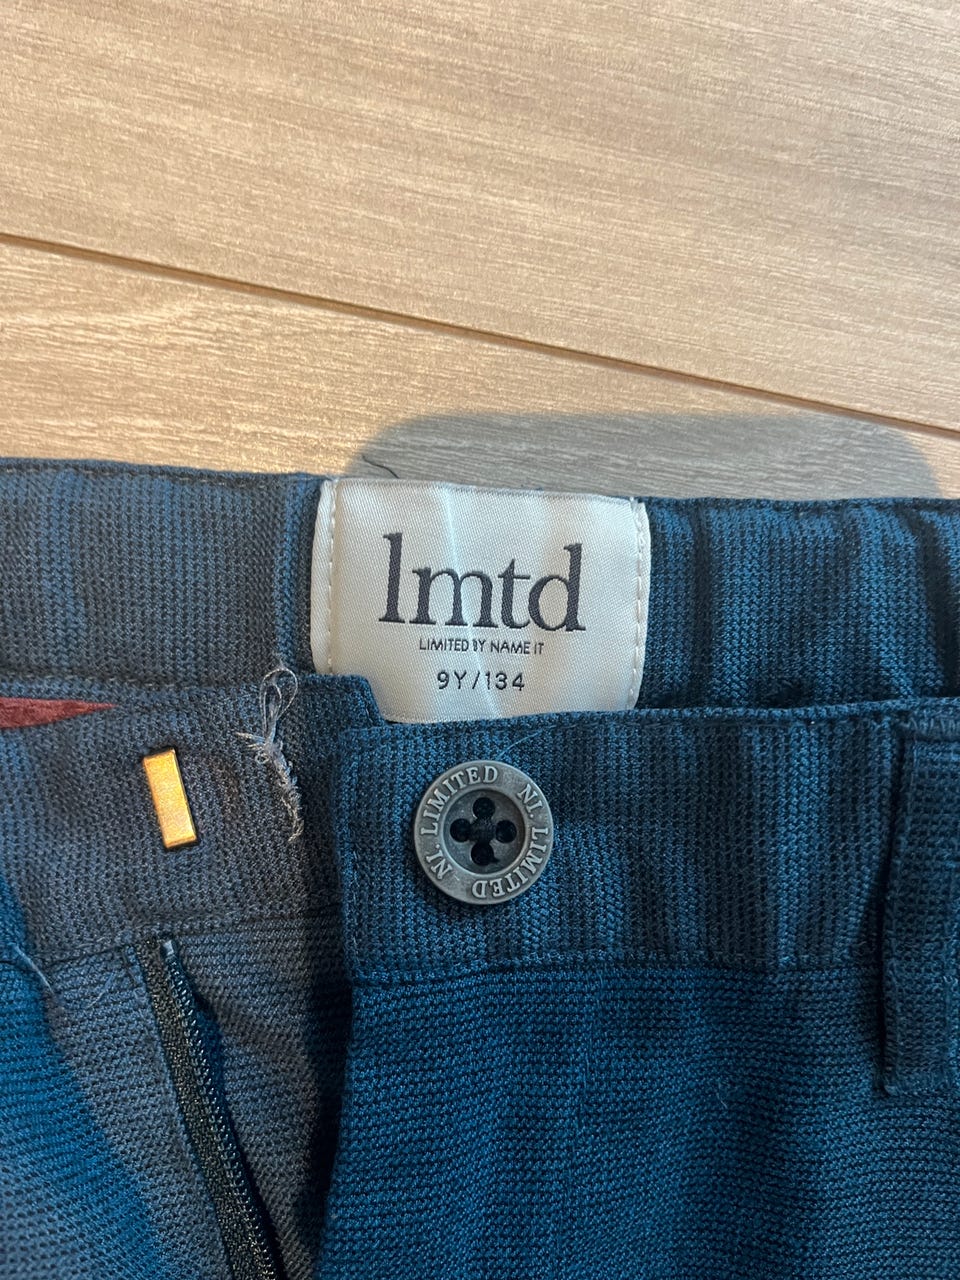 lmtd
LIMITED BY NAME IT
9Y/134
NI. LIMITED NI. LIMITED